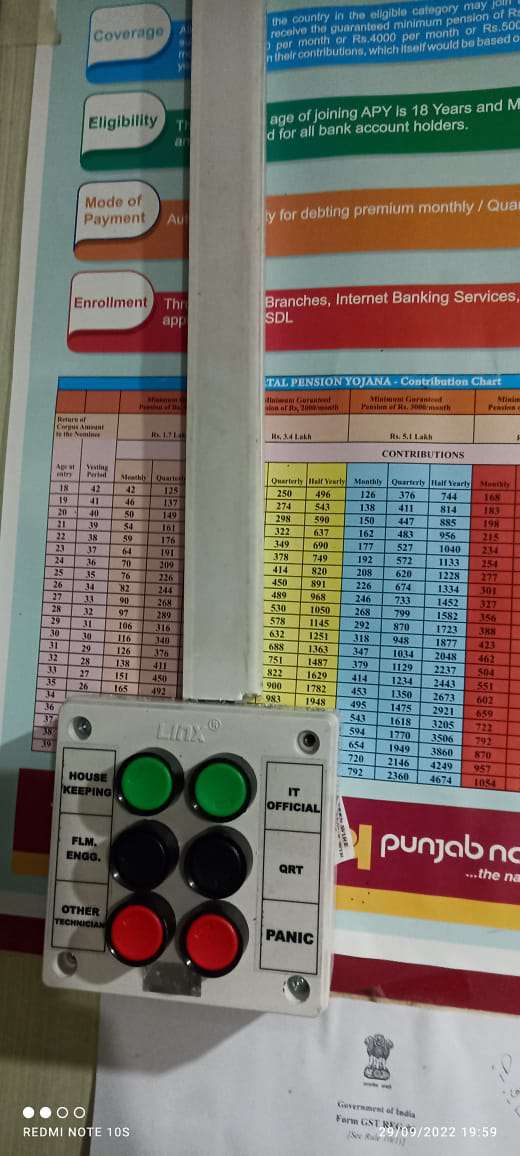 the country in the eligible category may join
Coverage
receive the guaranteed minimum pension of Rs
per month or Rs.4000 per month or Rs.500
their contributions, which itself would be based o
Eligibility
age of joining APY is 18 Years and M
d for all bank account holders.
Mode of
Payment
Au
y for debting premium monthly / Qua
Enrollment
Thr
Branches, Internet Banking Services,
app
SDL
TAL PENSION YOJANA - Contribution Chart
Minimum Guranteed
Pension of Rs, 2000/month
Minimum Guranteed
Pension of Rs. 3000/month
Minim
Pension
Return of
Corpus Amount
to the Nominee
Rs. 1.7 Lak
Rs. 3.4 Lakh
Rs. 5.1 Lakh
CONTRIBUTIONS
Age at entry Vesting Period Monthly Quarterly Quarterly Half Yearly Monthly Quarterly Half Yearly Monthly
18 42 42 125 250 496 126 376 744 168
19 41 46 137 274 543 138 411 814 183
20 40 50 149 298 590 150 447 885 198
21 39 54 161 322 637 162 483 956 215
22 38 59 176 349 690 177 527 1040 234
23 37 64 191 378 749 192 572 1133 254
24 36 70 209 414 820 208 620 1228 277
25 35 76 226 450 891 226 674 1334 301
26 34 82 244 489 968 246 733 1452 327
27 33 90 268 530 1050 268 799 1582 356
28 32 97 289 578 1145 292 870 1723 388
29 31 106 316 632 1251 318 948 1877 423
30 30 116 340 688 1363 347 1034 2048 462
31 29 126 376 751 1487 379 1129 2237 504
32 28 138 411 822 1629 414 1234 2443 551
33 27 151 450 900 1782 453 1350 2673 602
34 26 165 492 983 1948 495 1475 2921 659
35 543 1618 3205 722
36 594 1770 3506 792
37 654 1949 3860 870
38 720 2146 4249 957
39 792 2360 4674 1054
Linx®
HOUSE
KEEPING
IT
OFFICIAL
FLM.
ENGG.
QRT
OTHER
TECHNICIAN
PANIC
punjab na
...the na
Government of India
Form GST REG
REDMI NOTE 10S
29/09/2022 19:59